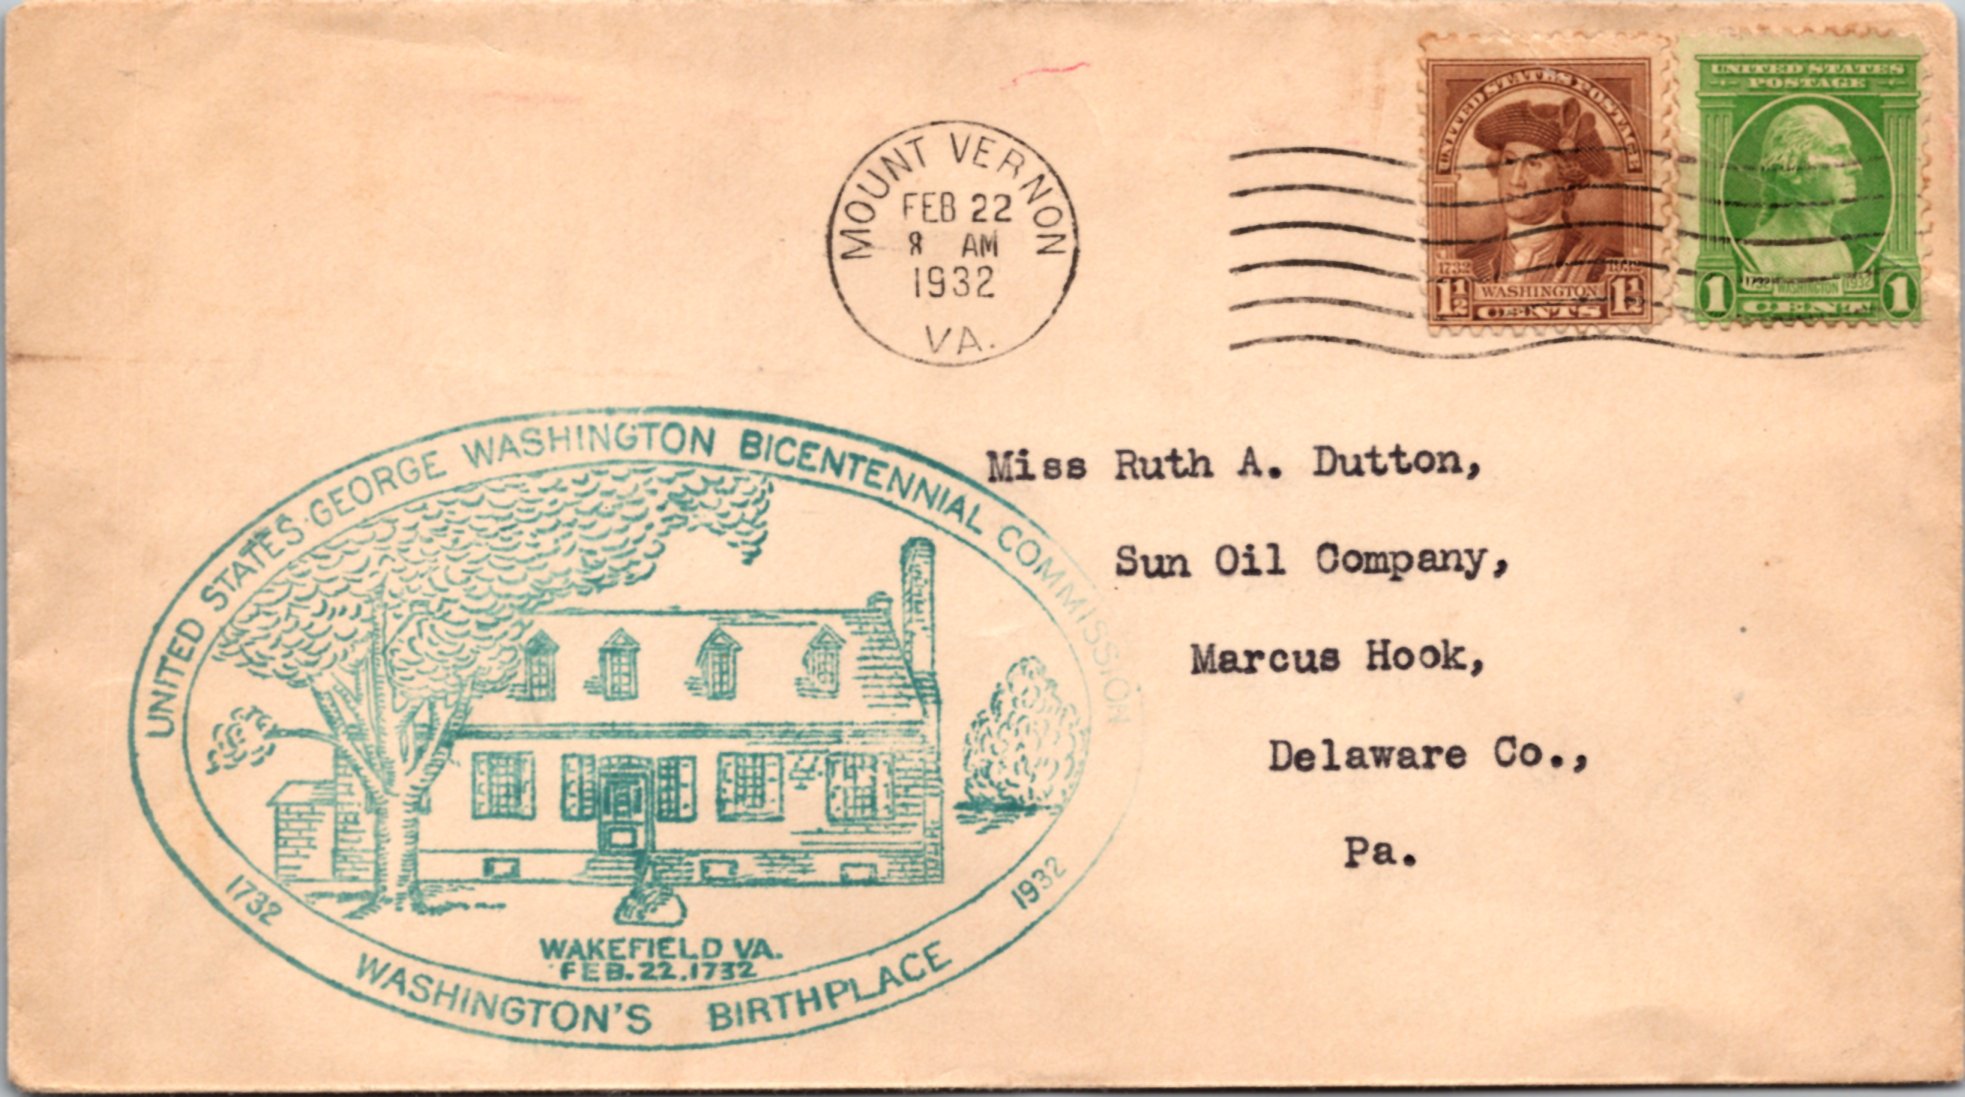 MOUNT VERNON
FEB 22
8 AM
1932
VA.
UNITED STATES POSTAGE
1732 1932
1½ WASHINGTON 1½
CENTS
UNITED STATES
POSTAGE
1732 WASHINGTON 1932
1 CENT 1
UNITED STATES GEORGE WASHINGTON BICENTENNIAL COMMISSION
Miss Ruth A. Dutton,
Sun Oil Company,
Marcus Hook,
Delaware Co.,
Pa.
1732 1932
WAKEFIELD VA.
FEB. 22. 1732
WASHINGTON'S BIRTHPLACE